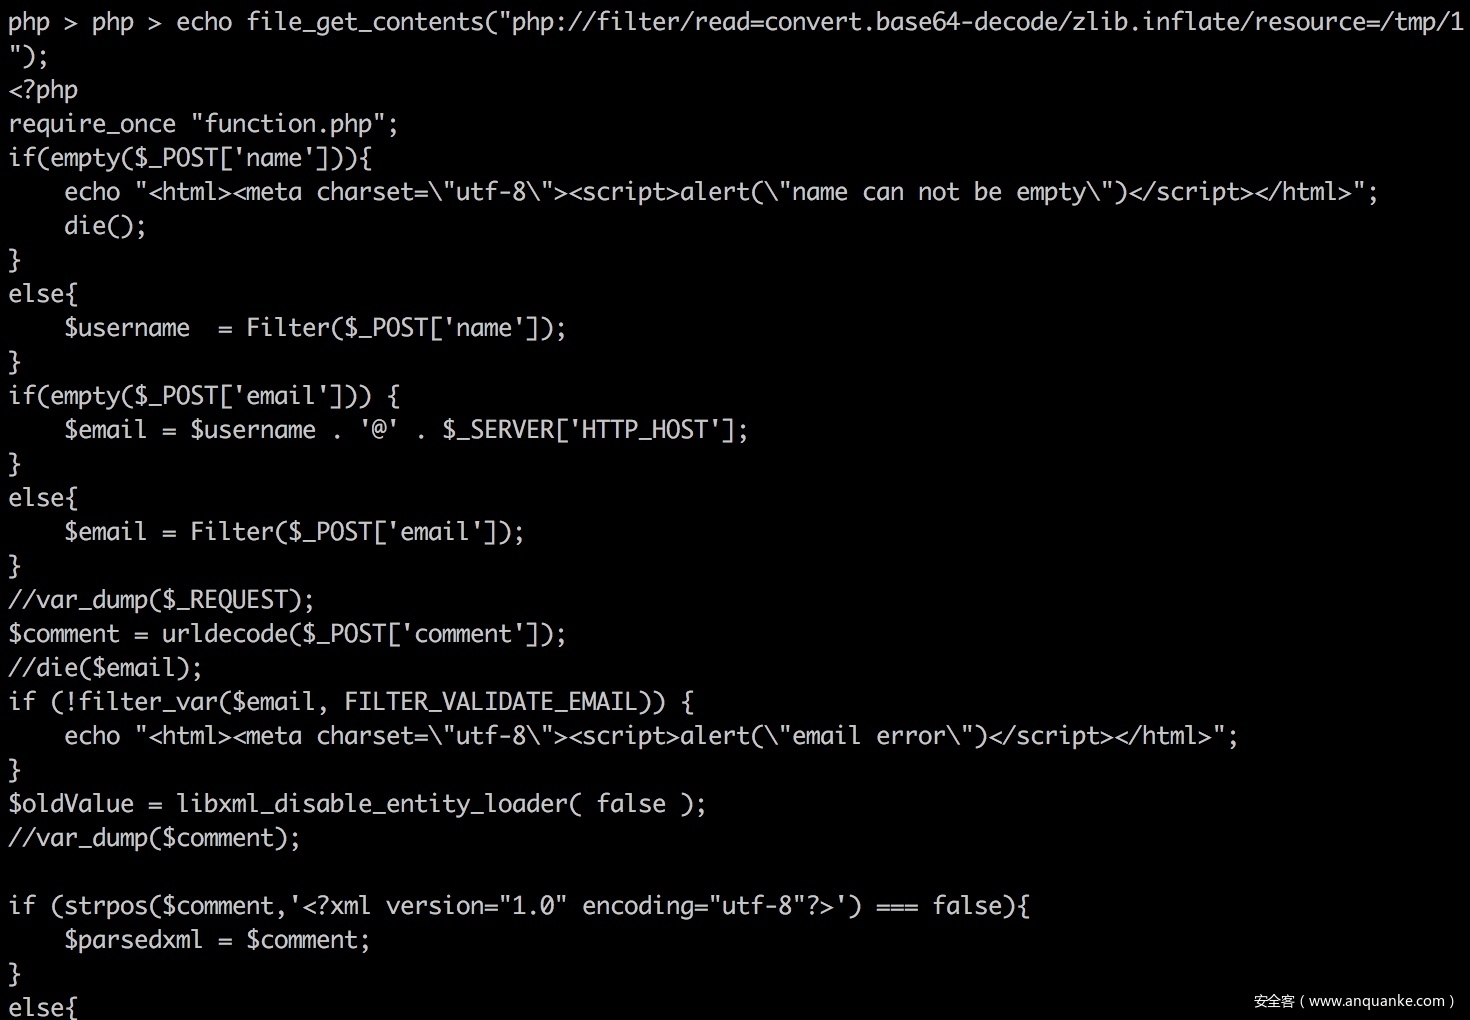 php > php > echo file_get_contents("php://filter/read=convert.base64-decode/zlib.inflate/resource=/tmp/1
");
<?php
require_once "function.php";
if(empty($_POST['name'])){
    echo "<html><meta charset=\"utf-8\"><script>alert(\"name can not be empty\")</script></html>";
    die();
}
else{
    $username  = Filter($_POST['name']);
}
if(empty($_POST['email'])) {
    $email = $username . '@' . $_SERVER['HTTP_HOST'];
}
else{
    $email = Filter($_POST['email']);
}
//var_dump($_REQUEST);
$comment = urldecode($_POST['comment']);
//die($email);
if (!filter_var($email, FILTER_VALIDATE_EMAIL)) {
    echo "<html><meta charset=\"utf-8\"><script>alert(\"email error\")</script></html>";
}
$oldValue = libxml_disable_entity_loader( false );
//var_dump($comment);

if (strpos($comment,'<?xml version="1.0" encoding="utf-8"?>') === false){
    $parsedxml = $comment;
}
else{
安全客 ( www.anquanke.com )